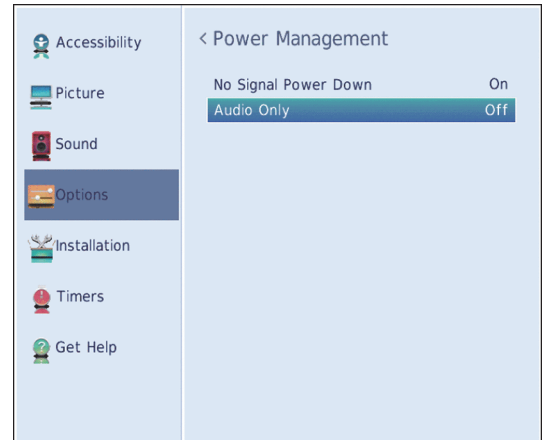 Accessibility
Picture
Sound
Options
Installation
Timers
Get Help
< Power Management
No Signal Power Down On
Audio Only Off